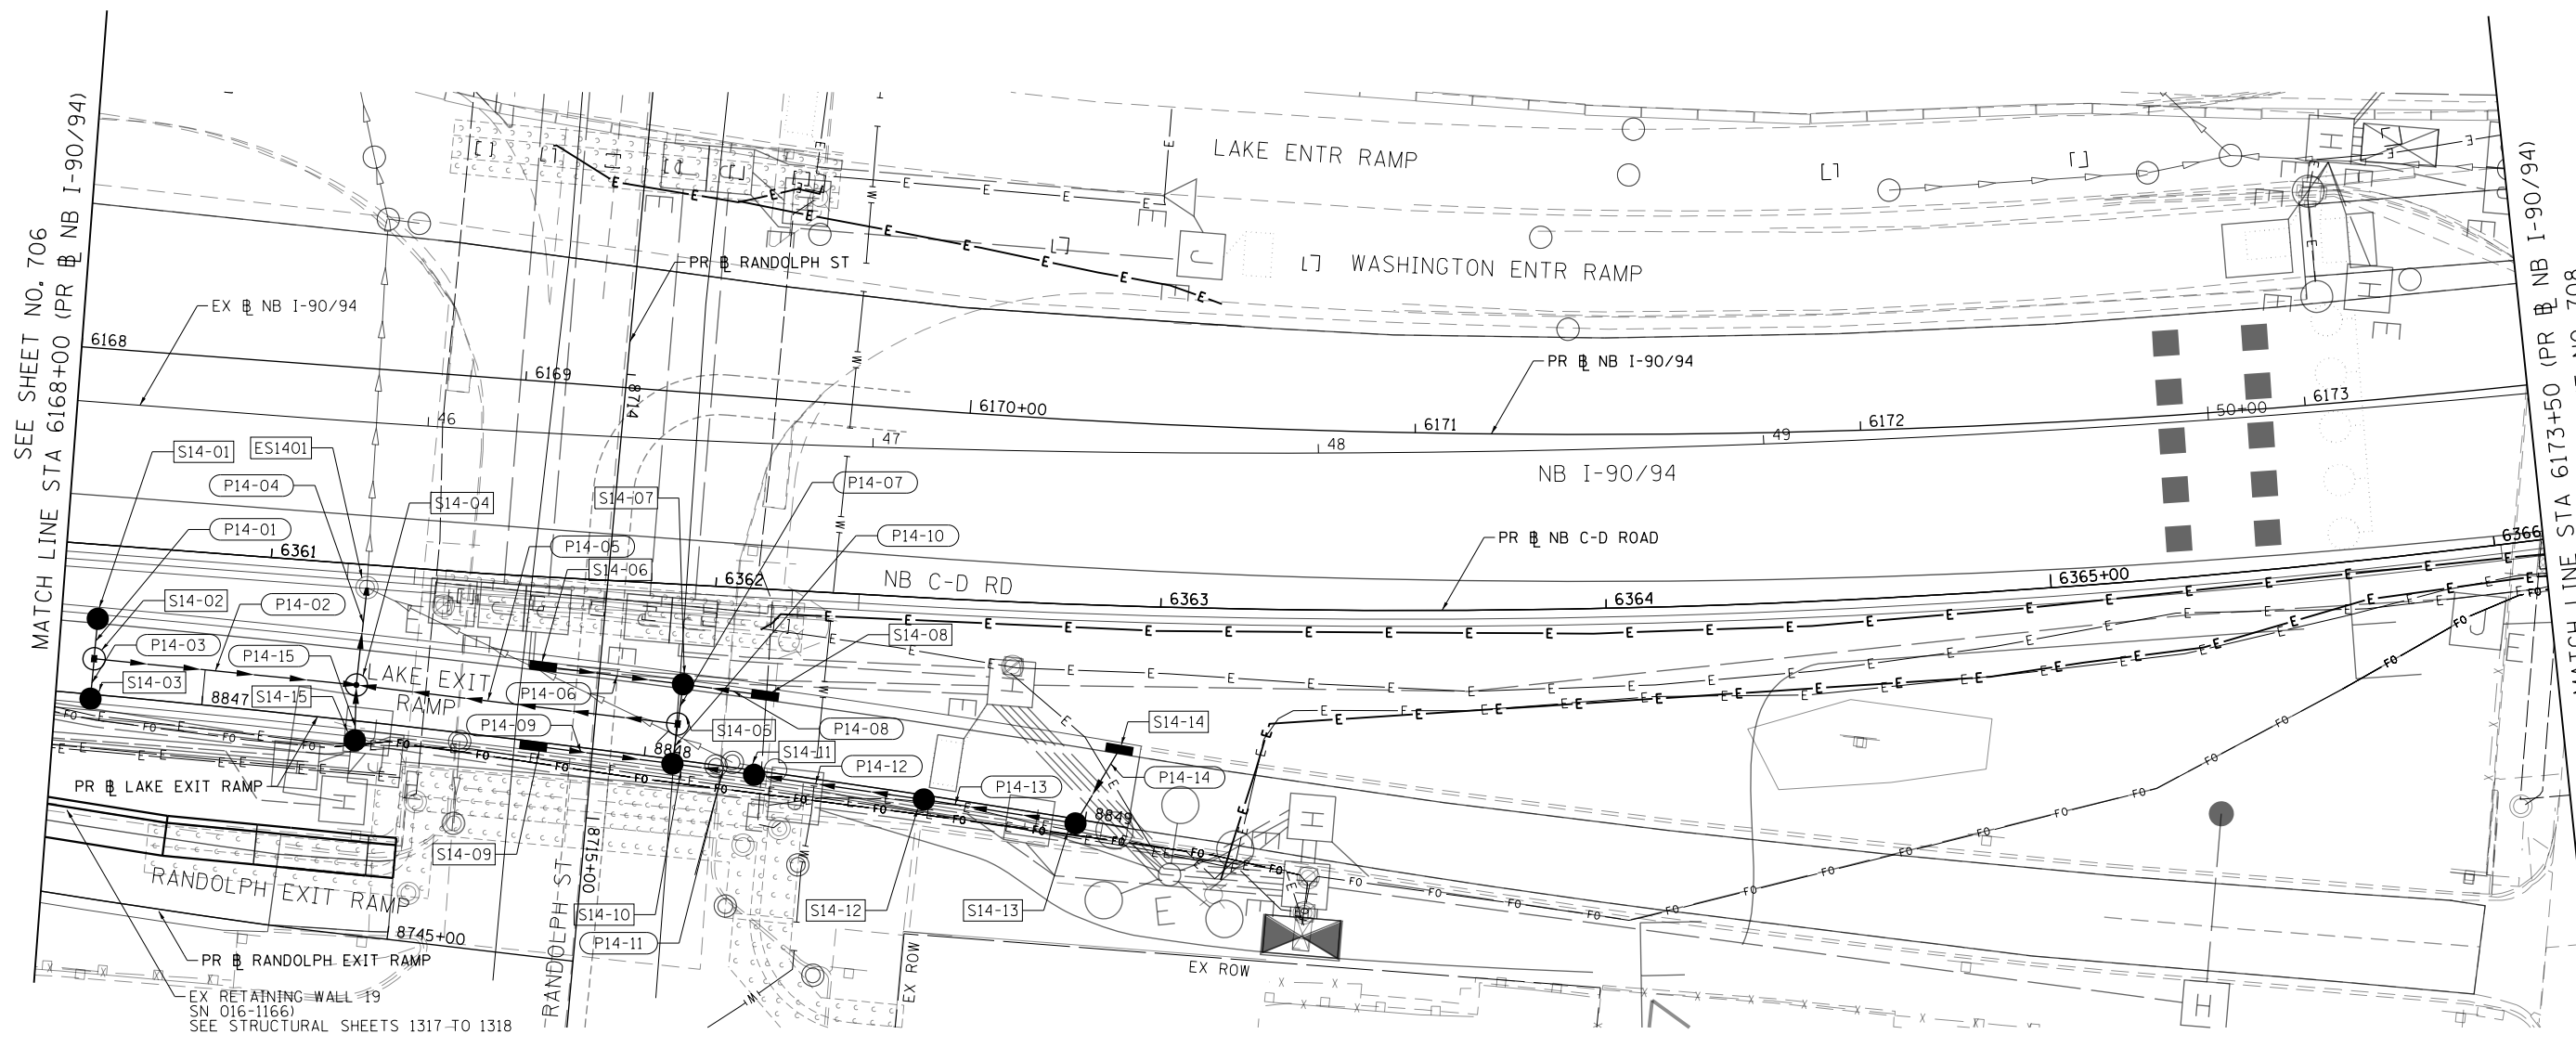 LAKE ENTR RAMP
WASHINGTON ENTR RAMP
PR BL RANDOLPH ST
EX BL NB I-90/94
SEE SHEET NO. 706
MATCH LINE STA 6168+00 (PR BL NB I-90/94)
6168
6169
6170+00
6171
6172
6173
PR BL NB I-90/94
46
47
48
49
50+00
8714
NB I-90/94
S14-01
ES1401
P14-04
S14-04
S14-07
P14-07
P14-01
P14-05
P14-10
S14-06
PR BL NB C-D ROAD
6361
6362
6363
6364
6365+00
6366
NB C-D RD
S14-02
P14-02
P14-03
P14-15
S14-08
S14-03
LAKE EXIT
RAMP
8847
S14-15
P14-06
P14-09
S14-05
P14-08
S14-14
8848
S14-11
P14-12
P14-13
P14-14
PR BL LAKE EXIT RAMP
8849
S14-09
8715+00
RANDOLPH ST
RANDOLPH EXIT RAMP
S14-10
S14-12
S14-13
P14-11
8745+00
PR BL RANDOLPH EXIT RAMP
EX ROW
EX ROW
EX RETAINING WALL 19
SN 016-1166)
SEE STRUCTURAL SHEETS 1317 TO 1318
MATCH LINE STA 6173+50 (PR BL NB I-90/94)